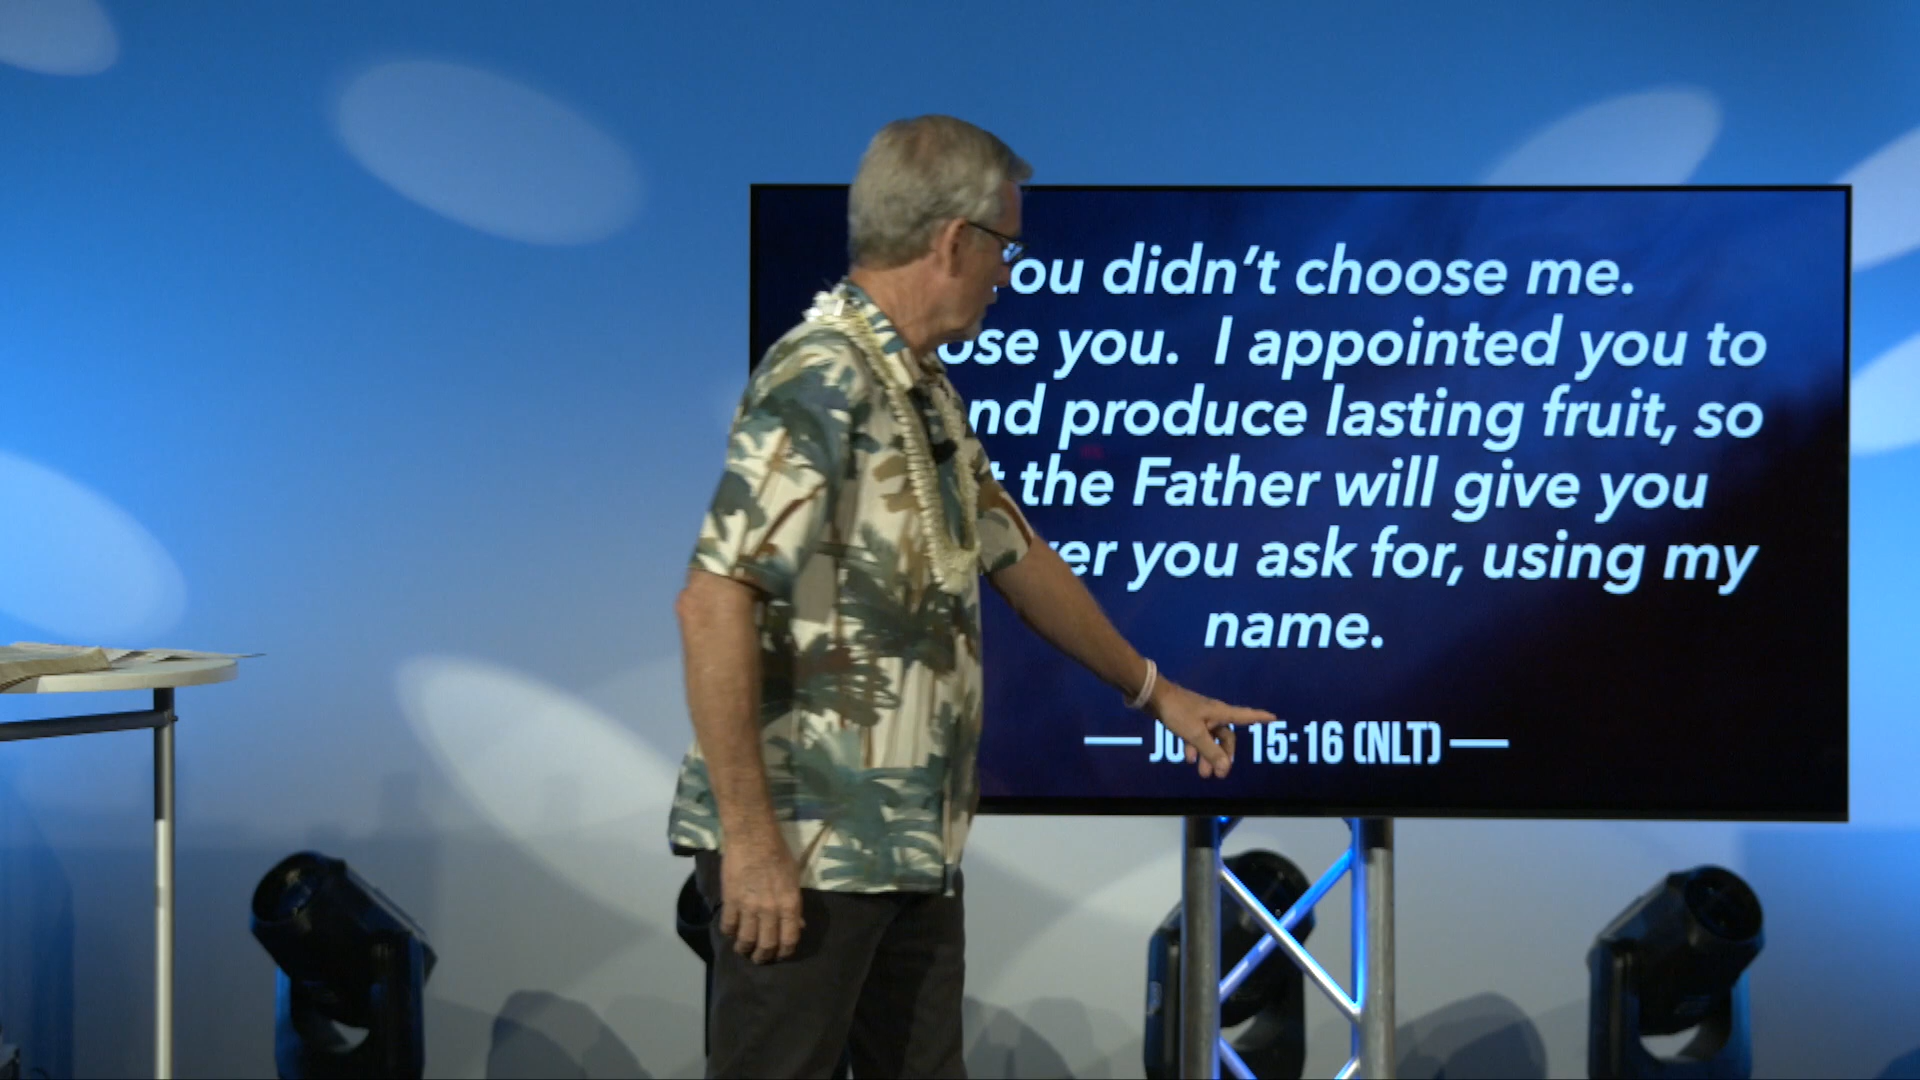 ou didn't choose me.
ose you. I appointed you to
nd produce lasting fruit, so
t the Father will give you
er you ask for, using my
name.
15:16 (NLT)